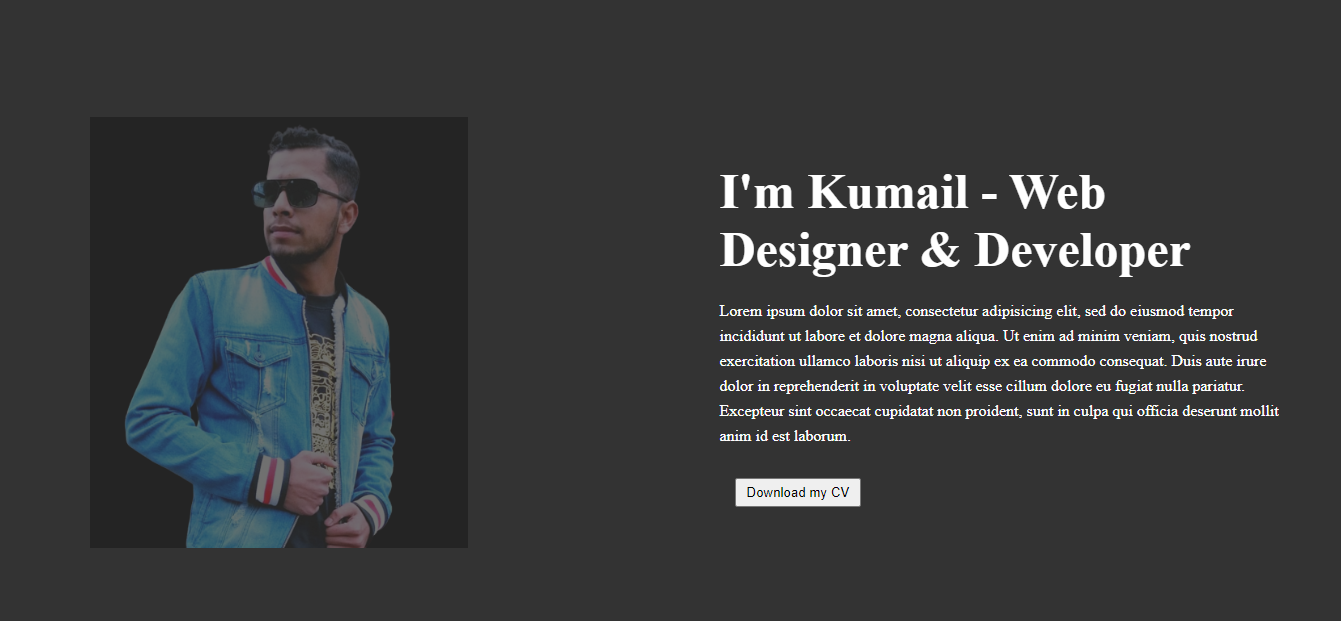 I'm Kumail - Web
Designer & Developer
Lorem ipsum dolor sit amet, consectetur adipisicing elit, sed do eiusmod tempor
incididunt ut labore et dolore magna aliqua. Ut enim ad minim veniam, quis nostrud
exercitation ullamco laboris nisi ut aliquip ex ea commodo consequat. Duis aute irure
dolor in reprehenderit in voluptate velit esse cillum dolore eu fugiat nulla pariatur.
Excepteur sint occaecat cupidatat non proident, sunt in culpa qui officia deserunt mollit
anim id est laborum.
Download my CV